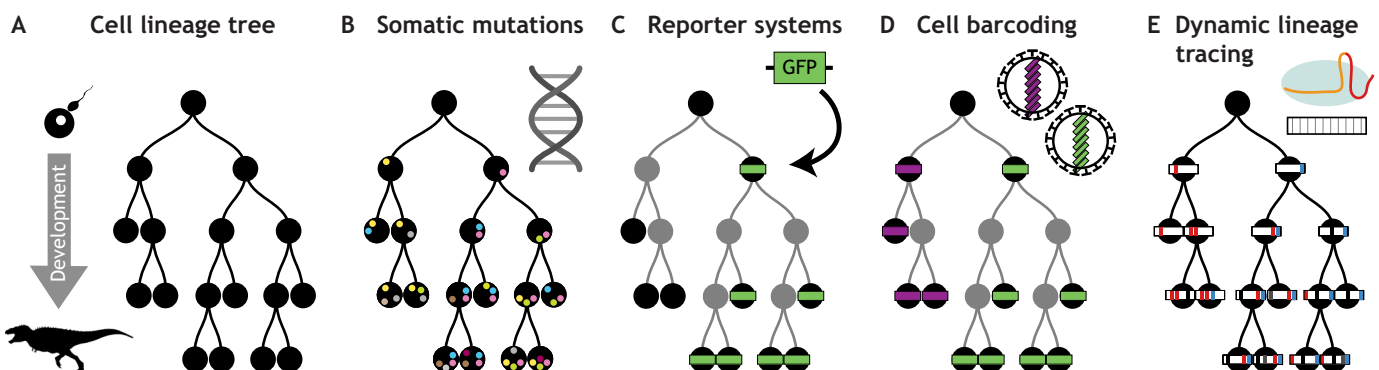 A Cell lineage tree
B Somatic mutations
C Reporter systems
D Cell barcoding
E Dynamic lineage
tracing
GFP
Development